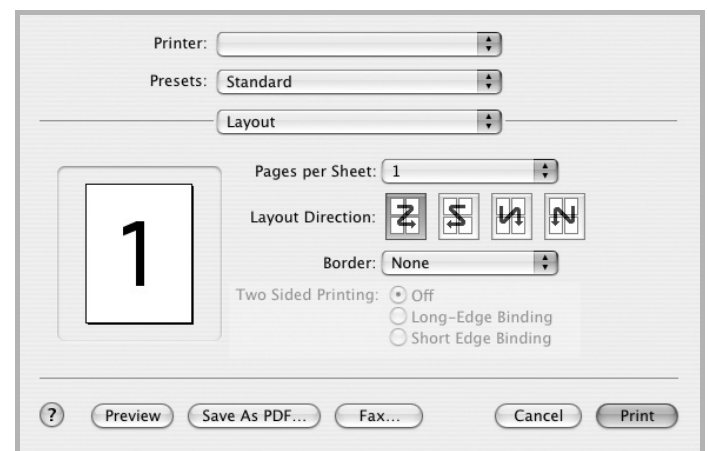 Printer:
Presets: Standard
Layout
Pages per Sheet: 1
1
Layout Direction:
Border: None
Two Sided Printing: Off
Long-Edge Binding
Short Edge Binding
? Preview Save As PDF... Fax... Cancel Print